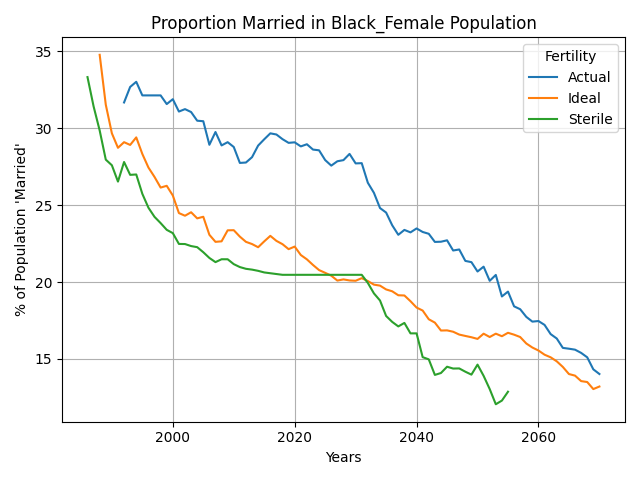 Proportion Married in Black_Female Population
% of Population 'Married'
35
30
25
20
15
Fertility
Actual
Ideal
Sterile
2000 2020 2040 2060
Years